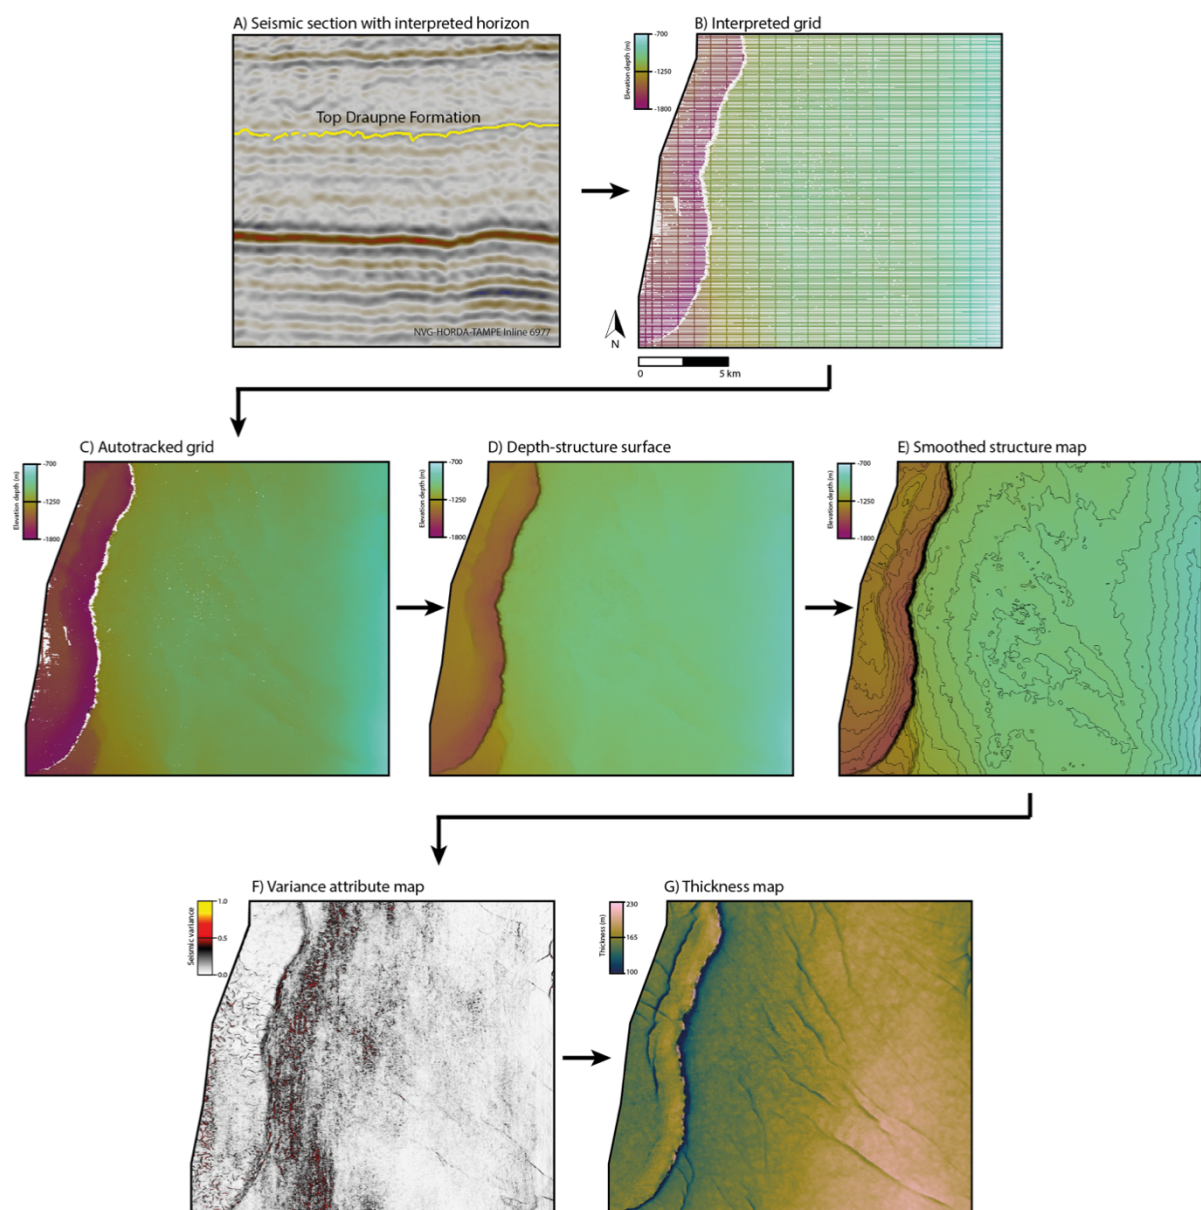 A) Seismic section with interpreted horizon
Top Draupne Formation
NVG-HORDA-TAMPE Inline 6977
B) Interpreted grid
Elevation depth (m)
-700
-1250
-1800
N
0 5 km
C) Autotracked grid
Elevation depth (m)
-700
-1250
-1800
D) Depth-structure surface
Elevation depth (m)
-700
-1250
-1800
E) Smoothed structure map
Elevation depth (m)
-700
-1250
-1800
F) Variance attribute map
Seismic variance
1.0
0.5
0.0
G) Thickness map
Thickness (m)
230
165
100